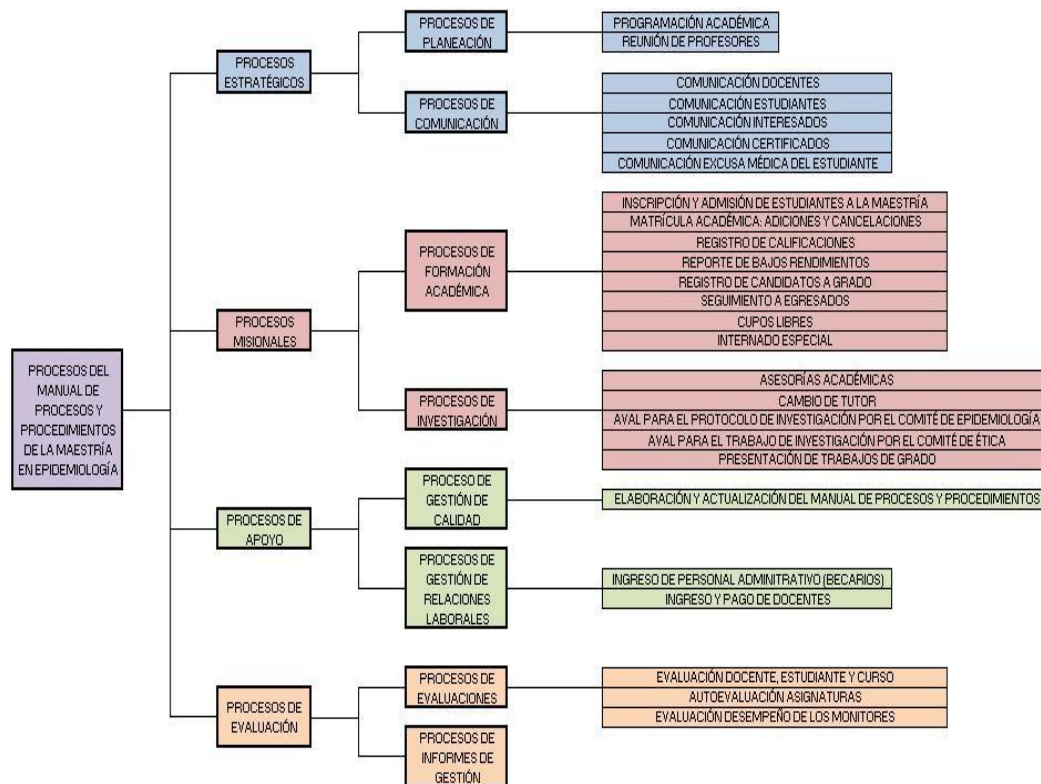 PROCESOS DEL
MANUAL DE
PROCESOS Y
PROCEDIMIENTOS
DE LA MAESTRÍA
EN EPIDEMIOLOGÍA
PROCESOS
ESTRATÉGICOS
PROCESOS DE
PLANEACIÓN
PROGRAMACIÓN ACADÉMICA
REUNIÓN DE PROFESORES
PROCESOS DE
COMUNICACIÓN
COMUNICACIÓN DOCENTES
COMUNICACIÓN ESTUDIANTES
COMUNICACIÓN INTERESADOS
COMUNICACIÓN CERTIFICADOS
COMUNICACIÓN EXCUSA MÉDICA DEL ESTUDIANTE
PROCESOS
MISIONALES
PROCESOS DE
FORMACIÓN
ACADÉMICA
INSCRIPCIÓN Y ADMISIÓN DE ESTUDIANTES A LA MAESTRÍA
MATRÍCULA ACADÉMICA: ADICIONES Y CANCELACIONES
REGISTRO DE CALIFICACIONES
REPORTE DE BAJOS RENDIMIENTOS
REGISTRO DE CANDIDATOS A GRADO
SEGUIMIENTO A EGRESADOS
CUPOS LIBRES
INTERNADO ESPECIAL
PROCESOS DE
INVESTIGACIÓN
ASESORÍAS ACADÉMICAS
CAMBIO DE TUTOR
AVAL PARA EL PROTOCOLO DE INVESTIGACIÓN POR EL COMITÉ DE EPIDEMIOLOGÍA
AVAL PARA EL TRABAJO DE INVESTIGACIÓN POR EL COMITÉ DE ÉTICA
PRESENTACIÓN DE TRABAJOS DE GRADO
PROCESOS DE
APOYO
PROCESO DE
GESTIÓN DE
CALIDAD
ELABORACIÓN Y ACTUALIZACIÓN DEL MANUAL DE PROCESOS Y PROCEDIMIENTOS
PROCESOS DE
GESTIÓN DE
RELACIONES
LABORALES
INGRESO DE PERSONAL ADMINITRATIVO (BECARIOS)
INGRESO Y PAGO DE DOCENTES
PROCESOS DE
EVALUACIÓN
PROCESOS DE
EVALUACIONES
EVALUACIÓN DOCENTE, ESTUDIANTE Y CURSO
AUTOEVALUACIÓN ASIGNATURAS
EVALUACIÓN DESEMPEÑO DE LOS MONITORES
PROCESOS DE
INFORMES DE
GESTIÓN